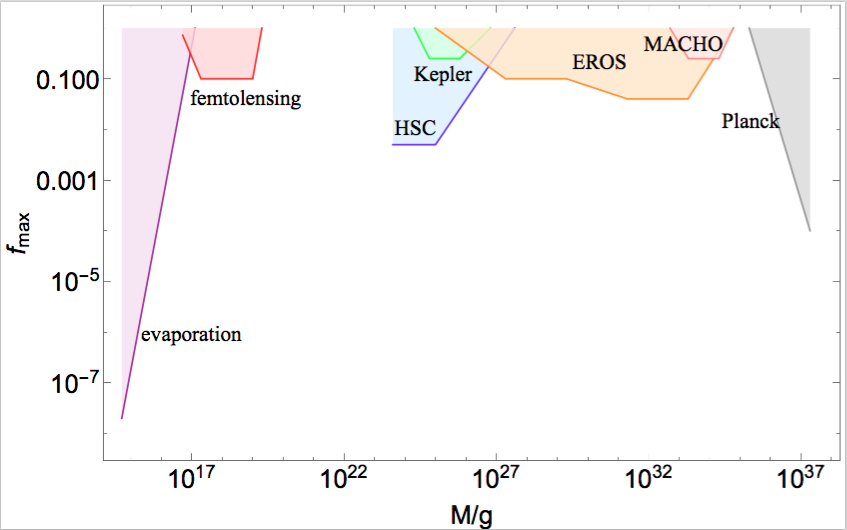 MACHO
EROS
Kepler
0.100
femtolensing
HSC
Planck
0.001
f_max
10^-5
evaporation
10^-7
10^17
10^22
10^27
10^32
10^37
M/g